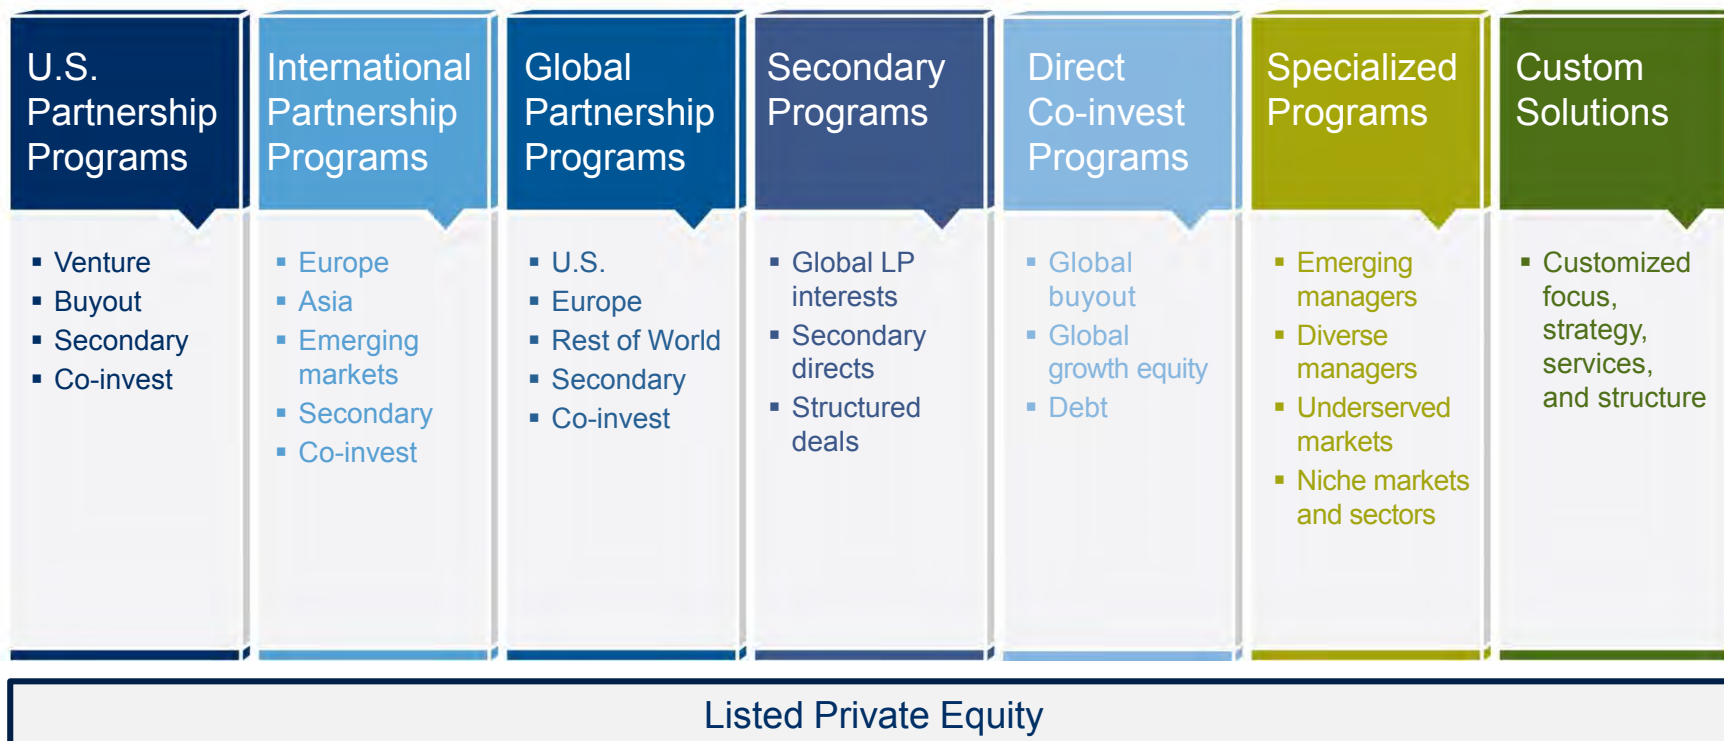 U.S.
Partnership
Programs
▪ Venture
▪ Buyout
▪ Secondary
▪ Co-invest
International
Partnership
Programs
▪ Europe
▪ Asia
▪ Emerging
markets
▪ Secondary
▪ Co-invest
Global
Partnership
Programs
▪ U.S.
▪ Europe
▪ Rest of World
▪ Secondary
▪ Co-invest
Secondary
Programs
▪ Global LP
interests
▪ Secondary
directs
▪ Structured
deals
Direct
Co-invest
Programs
▪ Global
buyout
▪ Global
growth equity
▪ Debt
Specialized
Programs
▪ Emerging
managers
▪ Diverse
managers
▪ Underserved
markets
▪ Niche markets
and sectors
Custom
Solutions
▪ Customized
focus,
strategy,
services,
and structure
Listed Private Equity